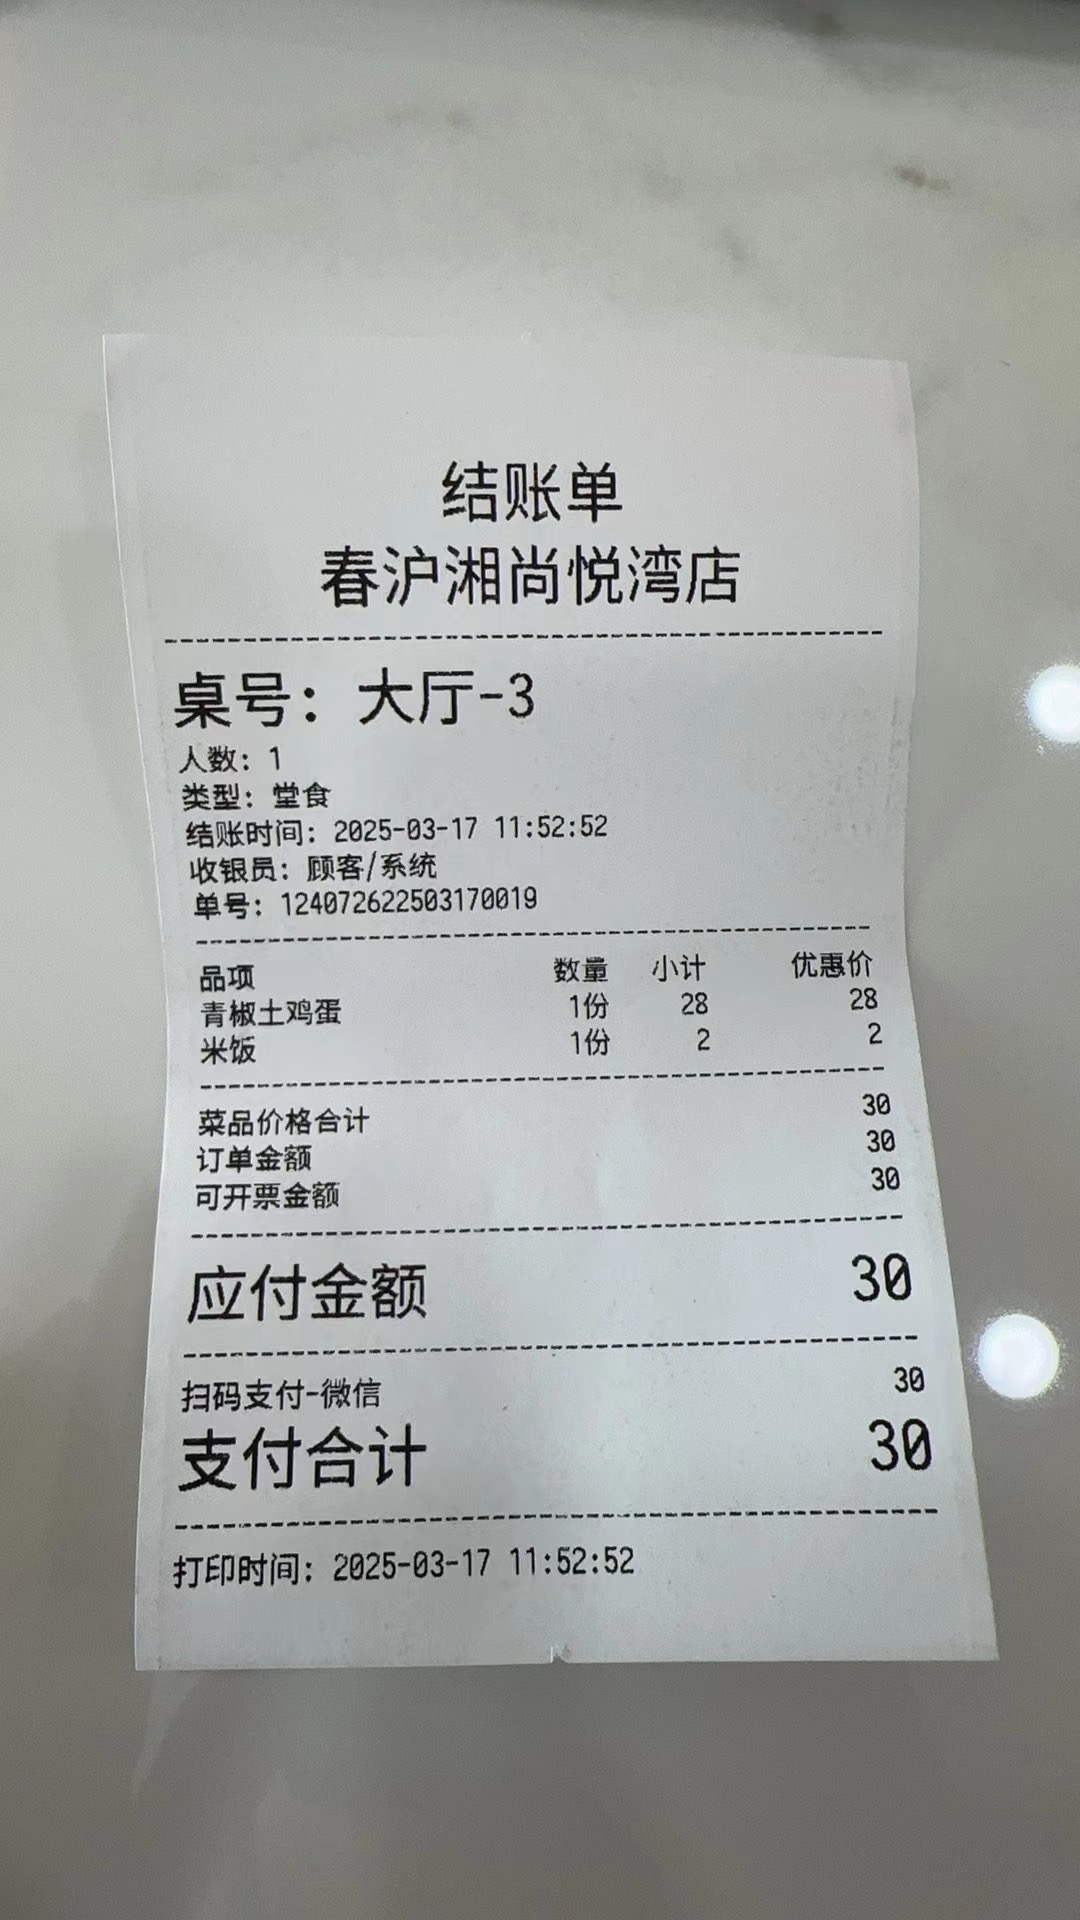 结账单
春沪湘尚悦湾店
桌号：大厅-3
人数：1
类型：堂食
结账时间：2025-03-17 11:52:52
收银员：顾客/系统
单号：124072622503170019
品项 数量 小计 优惠价
青椒土鸡蛋 1份 28 28
米饭 1份 2 2
菜品价格合计 30
订单金额 30
可开票金额 30
应付金额 30
扫码支付-微信 30
支付合计 30
打印时间：2025-03-17 11:52:52